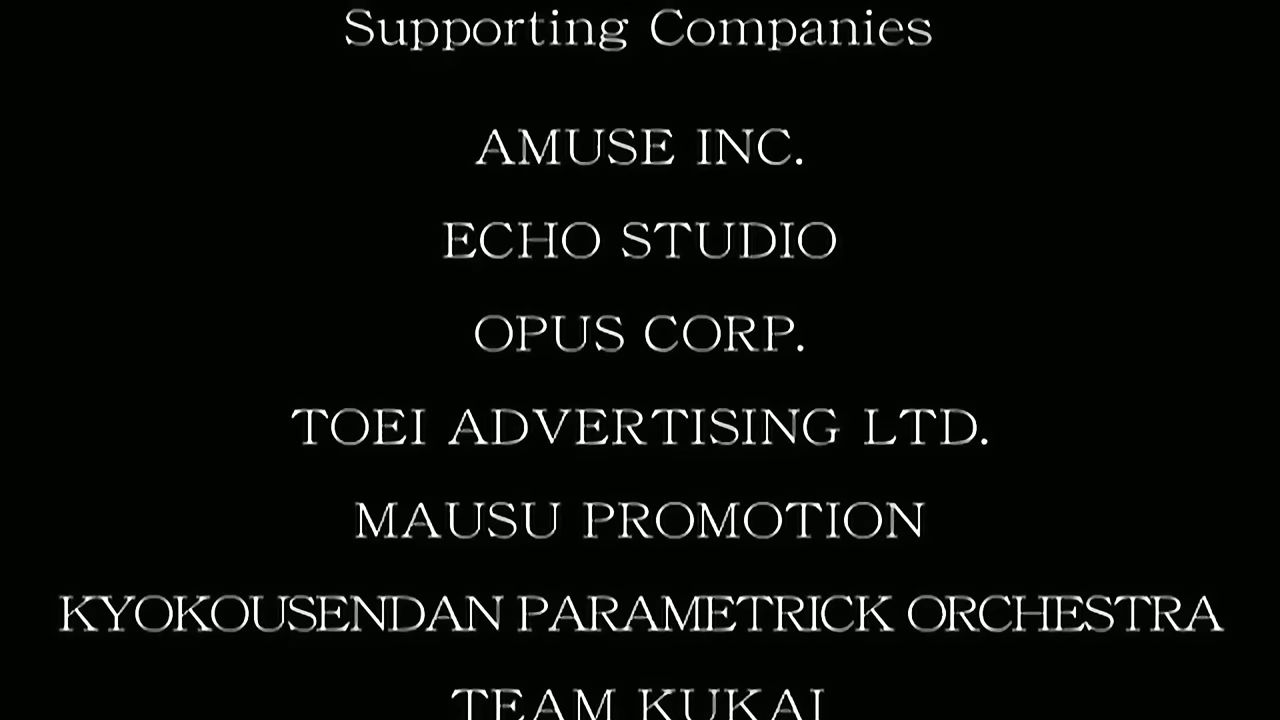 Supporting Companies
AMUSE INC.
ECHO STUDIO
OPUS CORP.
TOEI ADVERTISING LTD.
MAUSU PROMOTION
KYOKOUSENDAN PARAMETRICK ORCHESTRA
TEAM KUKAI